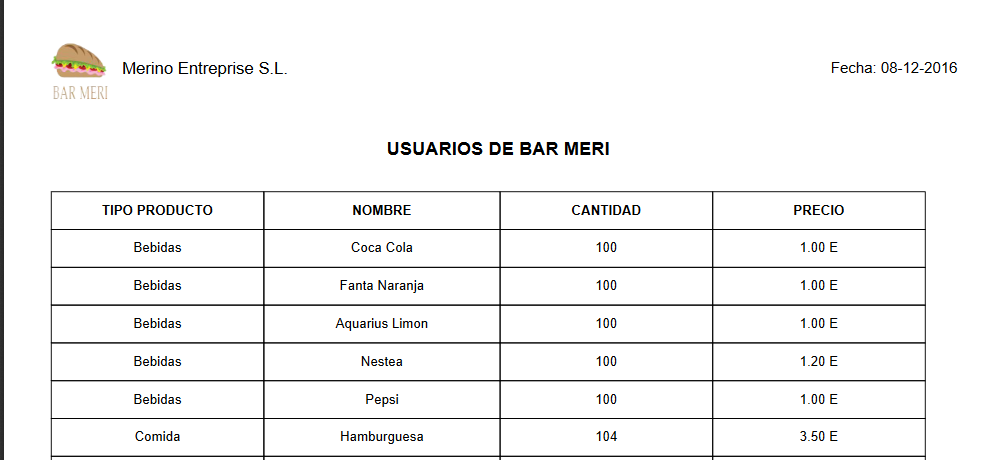 Merino Entreprise S.L.
Fecha: 08-12-2016
BAR MERI
USUARIOS DE BAR MERI
TIPO PRODUCTO NOMBRE CANTIDAD PRECIO
Bebidas Coca Cola 100 1.00 E
Bebidas Fanta Naranja 100 1.00 E
Bebidas Aquarius Limon 100 1.00 E
Bebidas Nestea 100 1.20 E
Bebidas Pepsi 100 1.00 E
Comida Hamburguesa 104 3.50 E